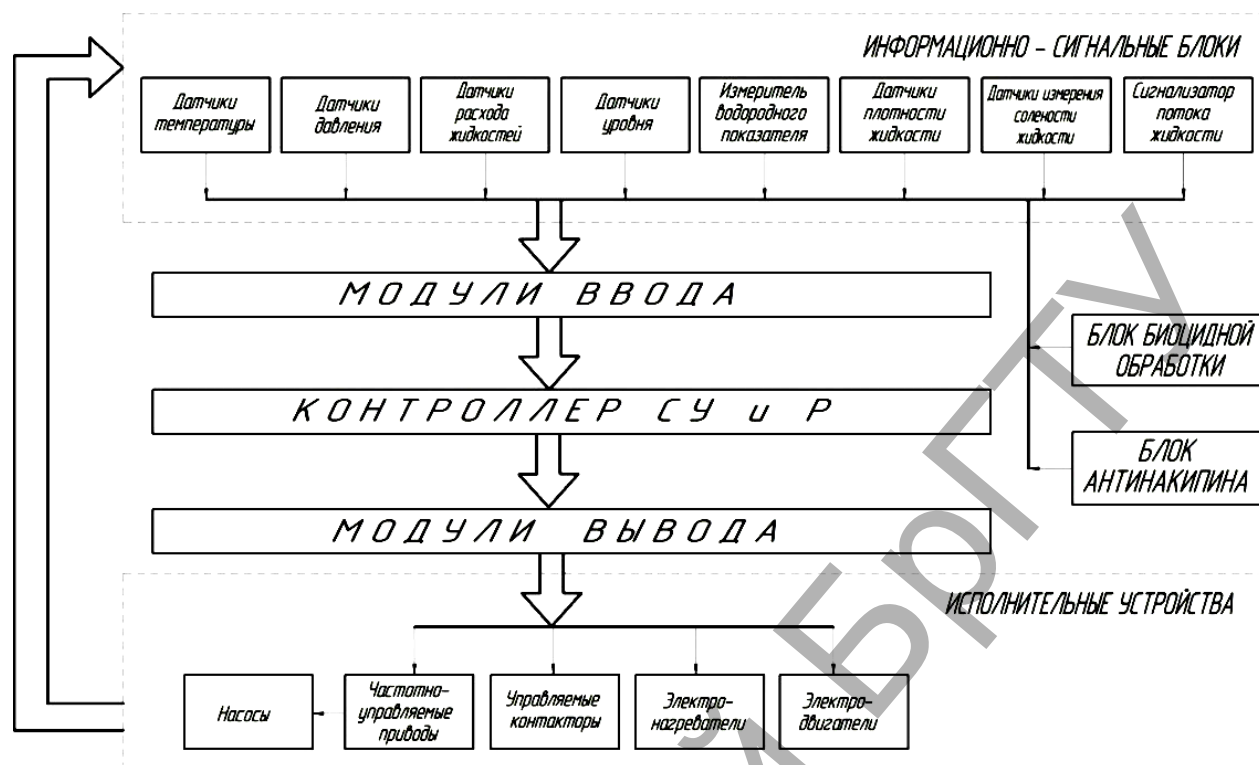 ИНФОРМАЦИОННО - СИГНАЛЬНЫЕ БЛОКИ
Датчики
температуры
Датчики
давления
Датчики
расхода
жидкостей
Датчики
уровня
Измеритель
водородного
показателя
Датчики
плотности
жидкости
Датчики измерения
солености
жидкости
Сигнализатор
потока
жидкости
МОДУЛИ ВВОДА
БЛОК БИОЦИДНОЙ
ОБРАБОТКИ
КОНТРОЛЛЕР СУ и Р
БЛОК
АНТИНАКИПИНА
МОДУЛИ ВЫВОДА
ИСПОЛНИТЕЛЬНЫЕ УСТРОЙСТВА
Насосы
Частотно-
управляемые
приводы
Управляемые
контакторы
Электро-
нагреватели
Электро-
двигатели
Й БрГТУ